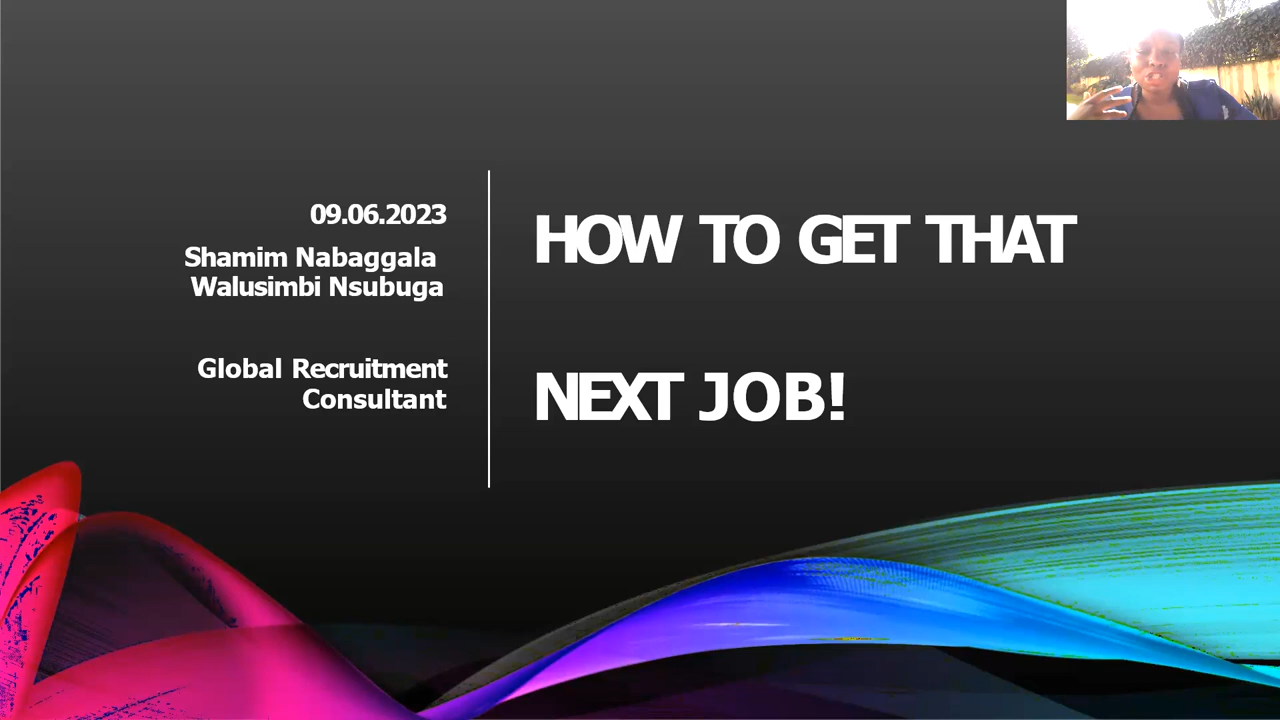 09.06.2023
Shamim Nabaggala
Walusimbi Nsubuga
Global Recruitment
Consultant
HOW TO GET THAT
NEXT JOB!